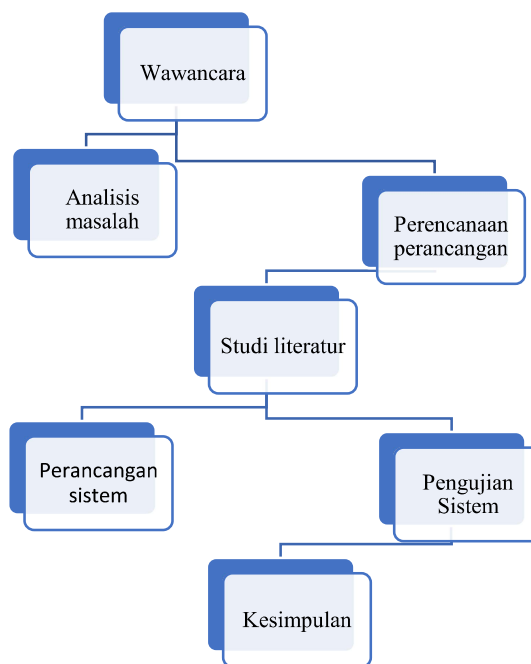 Wawancara
Analisis
masalah
Perencanaan
perancangan
Studi literatur
Perancangan
sistem
Pengujian
Sistem
Kesimpulan